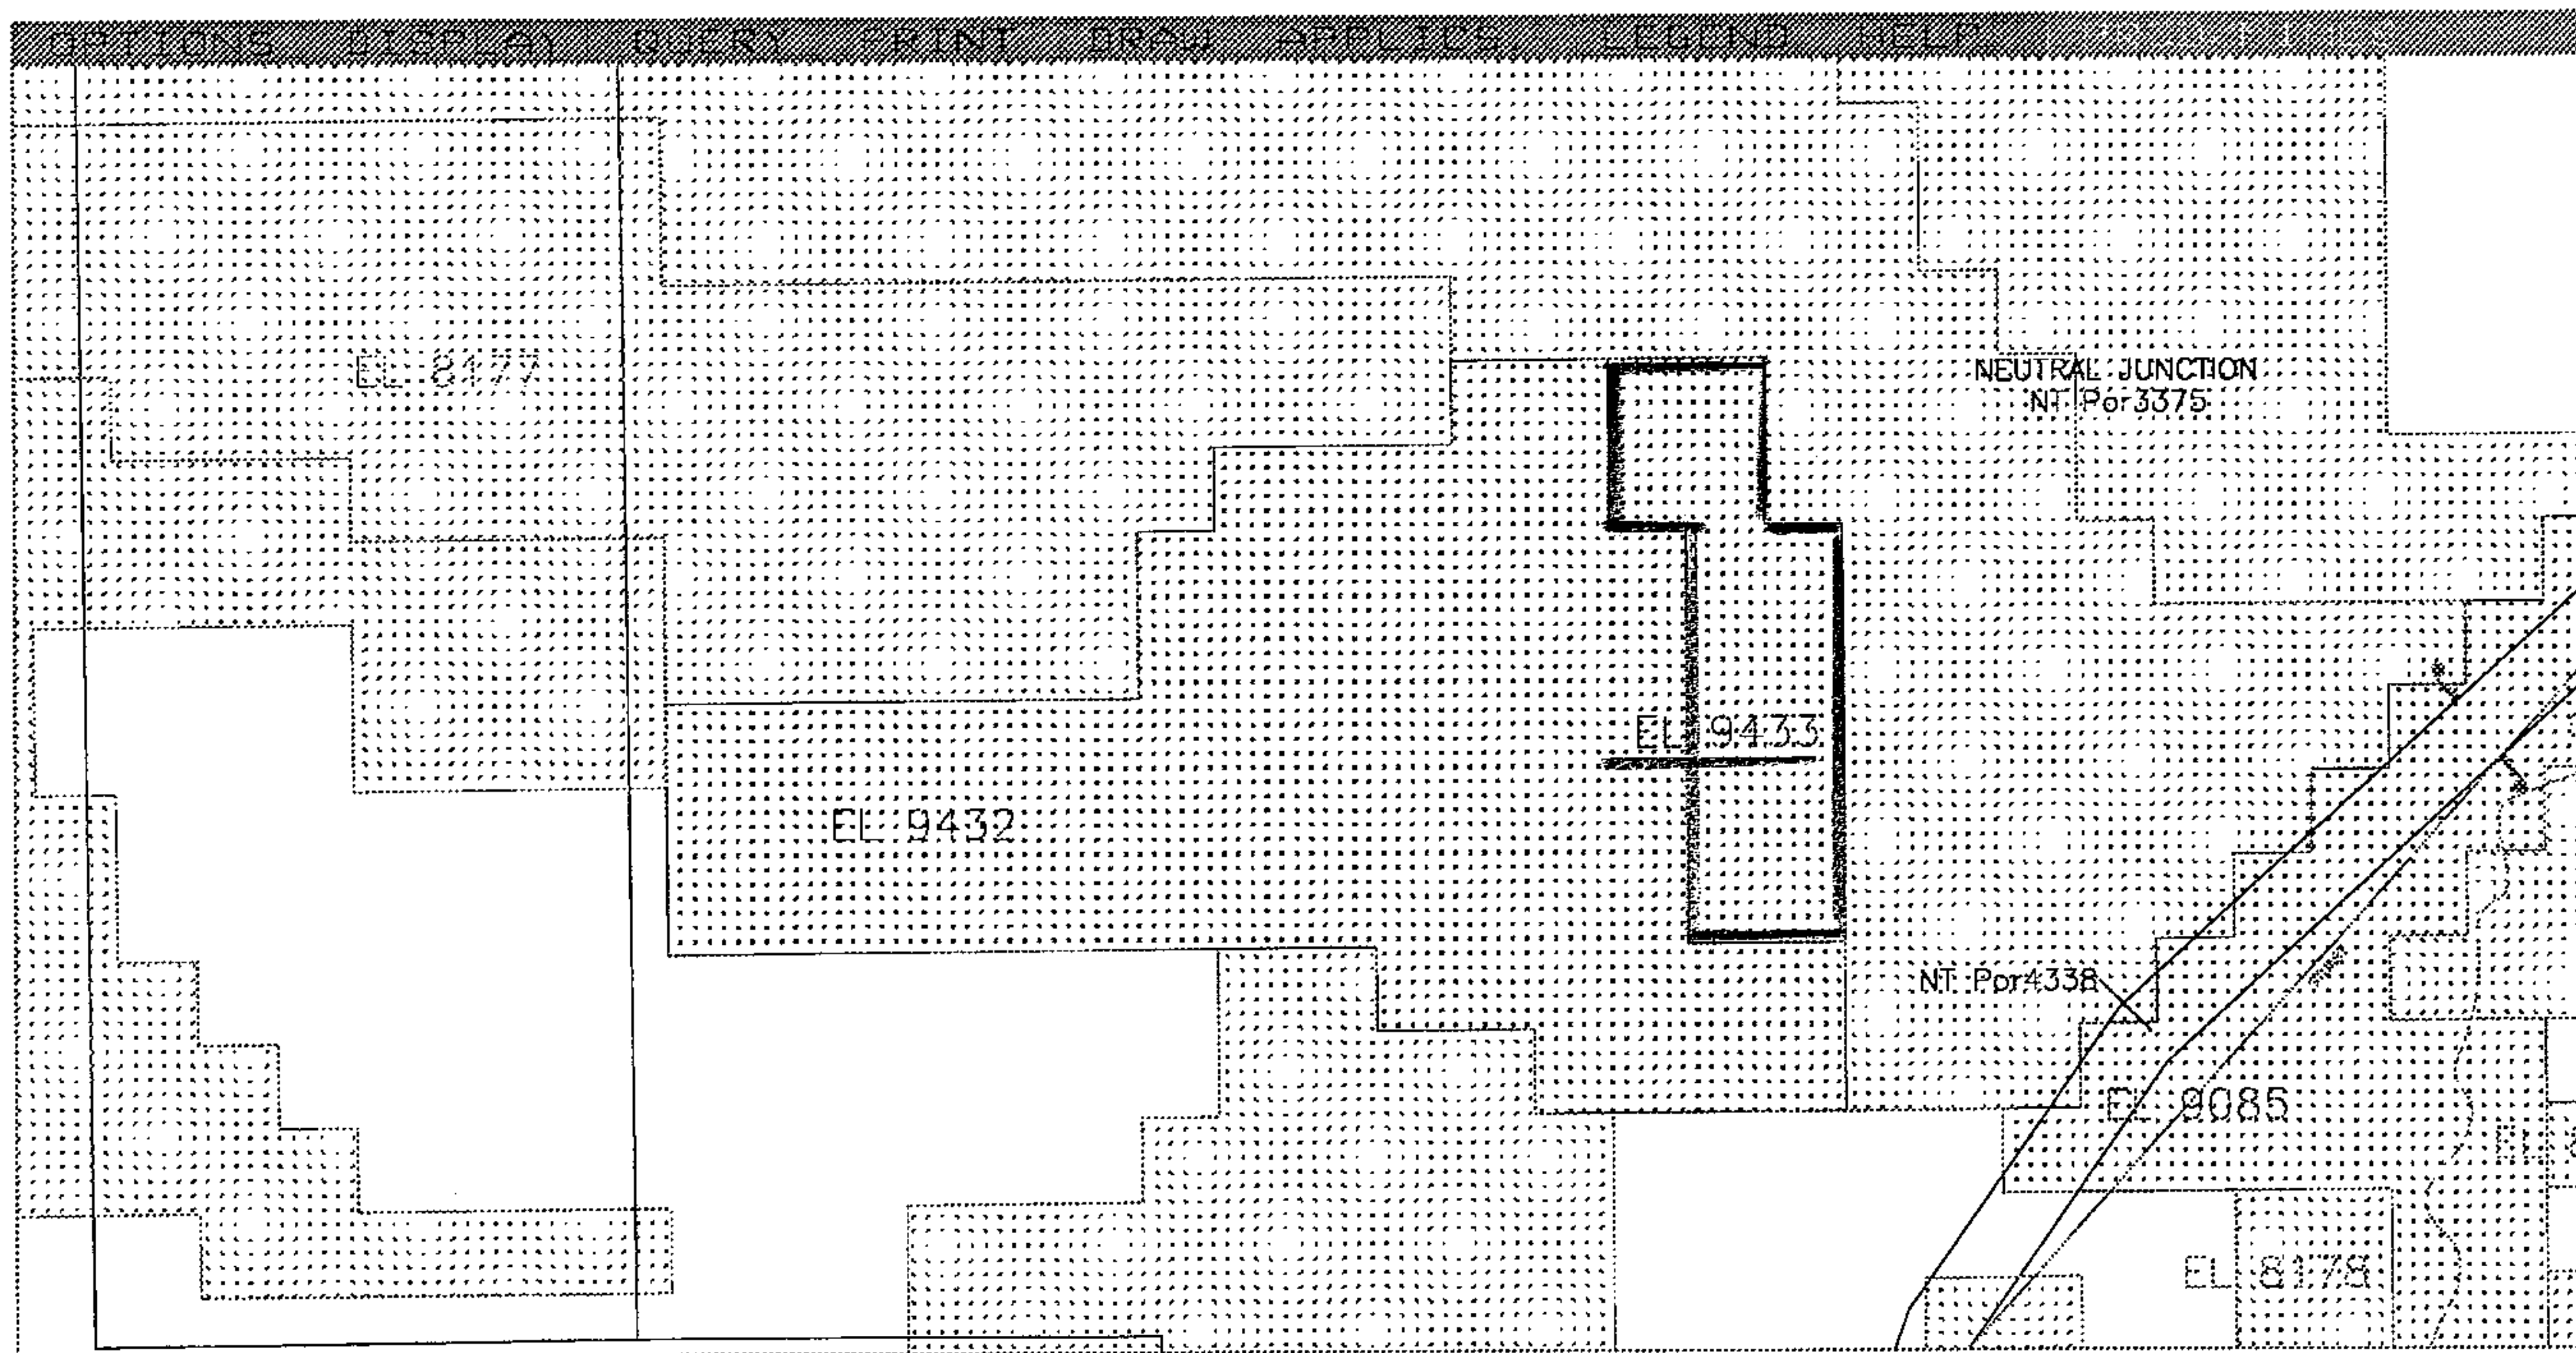 OPTIONS DISPLAY QUERY PRINT DRAW APPLICS LEGEND HELP
EL 8177
NEUTRAL JUNCTION
NT Por3375
EL 9433
EL 9432
NT Por4338
EL 9085
EL
EL 8178